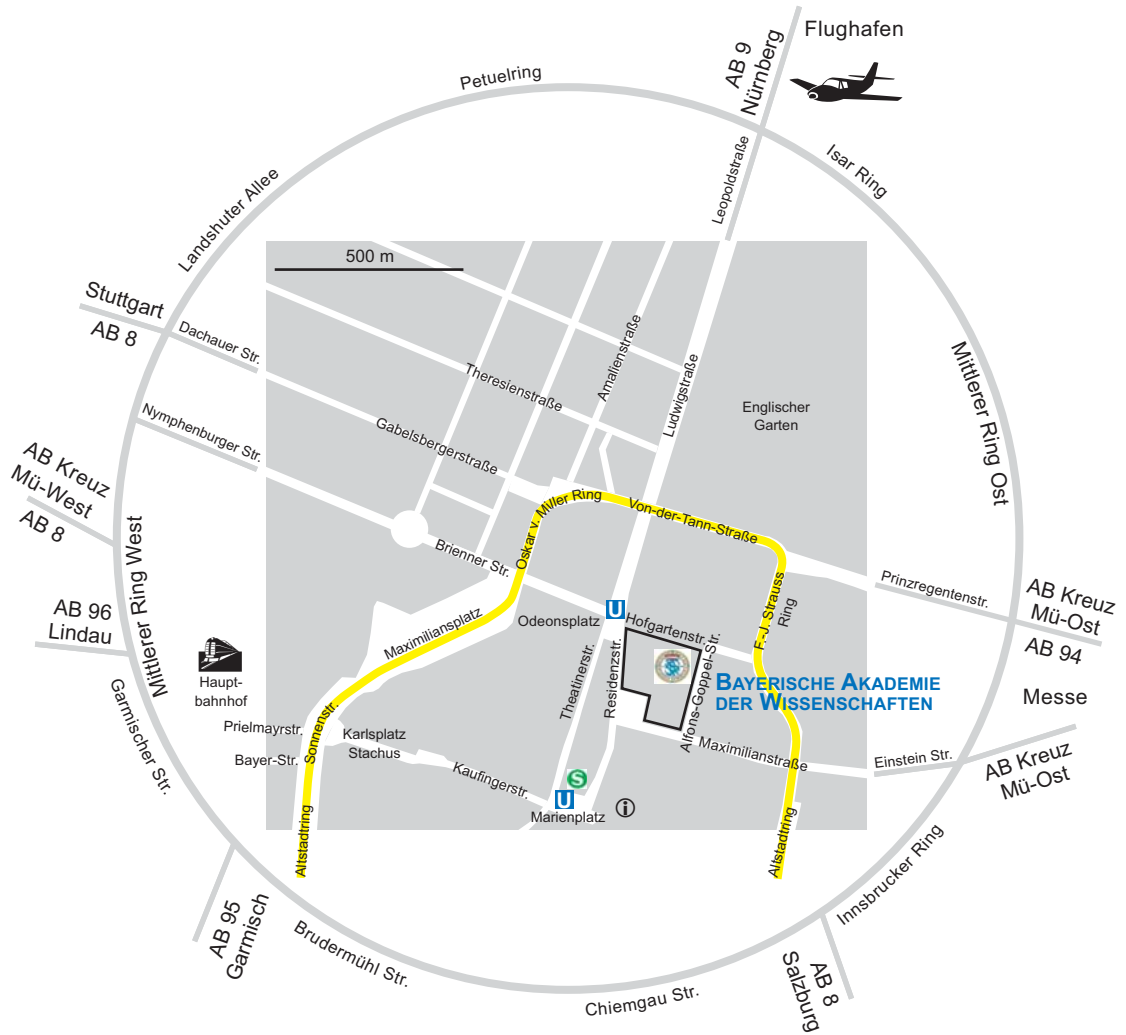 Flughafen
AB 9
Nürnberg
Petuelring
Isar Ring
Leopoldstraße
Landshuter Allee
500 m
Stuttgart
AB 8
Dachauer Str.
Theresienstraße
Amalienstraße
Ludwigstraße
Englischer
Garten
Mittlerer Ring Ost
Nymphenburger Str.
Gabelsbergerstraße
AB Kreuz
Mü-West
AB 8
Oskar v. Miller Ring
Von-der-Tann-Straße
Brienner Str.
Mittlerer Ring West
F.-J. Strauss
Ring
Prinzregentenstr.
AB Kreuz
Mü-Ost
AB 94
AB 96
Lindau
Maximiliansplatz
Odeonsplatz
U
Hofgartenstr.
Alfons-Goppel-Str.
Theatinerstr.
Residenzstr.
BAYERISCHE AKADEMIE
DER WISSENSCHAFTEN
Messe
Haupt-
bahnhof
Garmischer Str.
Prielmayrstr.
Sonnenstr.
Karlsplatz
Stachus
Bayer-Str.
Kaufingerstr.
Maximilianstraße
Einstein Str.
AB Kreuz
Mü-Ost
S
U
i
Marienplatz
Altstadtring
Altstadtring
Innsbrucker Ring
AB 95
Garmisch
Brudermühl Str.
Chiemgau Str.
AB 8
Salzburg